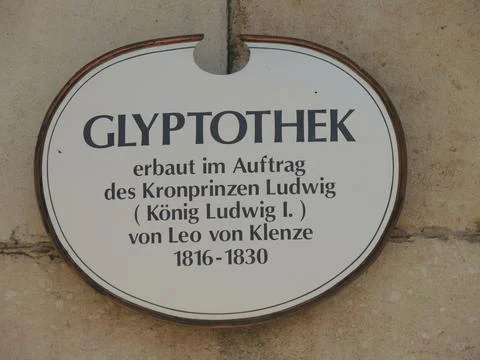 GLYPTOTHEK
erbaut im Auftrag
des Kronprinzen Ludwig
( König Ludwig I. )
von Leo von Klenze
1816-1830